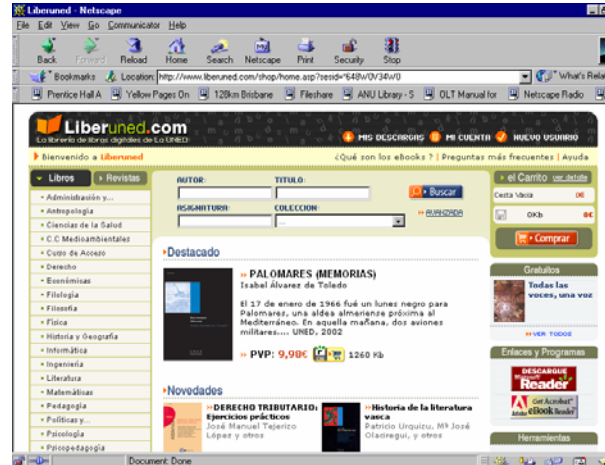 Liberuned - Netscape
File Edit View Go Communicator Help
Back Forward Reload Home Search Netscape Print Security Stop
Bookmarks Location: http://www.liberuned.com/shop/home.asp?sesid=
What's Rela
Prentice Hall A Yellow Pages On 128km Brisbane Fileshare ANU Library - S OLT Manual for Netscape Radio
Liberuned.com
La librería de libros digitales de La UNED
MIS DESCARGAS MI CUENTA NUEVO USUARIO
Bienvenido a Liberuned
¿Qué son los eBooks ? | Preguntas más frecuentes | Ayuda
Libros Revistas
Administración y...
Antropología
Ciencias de la Salud
C.C Medioambientales
Curso de Acceso
Derecho
Económicas
Filología
Filosofía
Física
Historia y Geografía
Informática
Ingeniería
Literatura
Matemáticas
Pedagogía
Políticas y...
Psicología
Psicopedagogía
AUTOR: TITULO:
Buscar
ASIGNATURA: COLECCION:
...
AVANZADA
Destacado
PALOMARES (MEMORIAS)
Isabel Álvarez de Toledo
El 17 de enero de 1966 fué un lunes negro para
Palomares, una aldea almeriense próxima al
Mediterráneo. En aquella mañana, dos aviones
militares.... UNED, 2002
PVP: 9,98€ 1260 Kb
Novedades
DERECHO TRIBUTARIO:
Ejercicios prácticos
José Manuel Tejerizo
López y otros
Historia de la literatura
vasca
Patricio Urquizu, Mª José
Olaziregui, y otros
el Carrito ver detalle
Cesta Vacia 0€
0Kb 0€
Comprar
Gratuitos
Todas las
voces, una voz
VER TODOS
Enlaces y Programas
DESCARGUE
Microsoft
Reader
Get Acrobat
Adobe eBook Reader
Herramientas
Document: Done